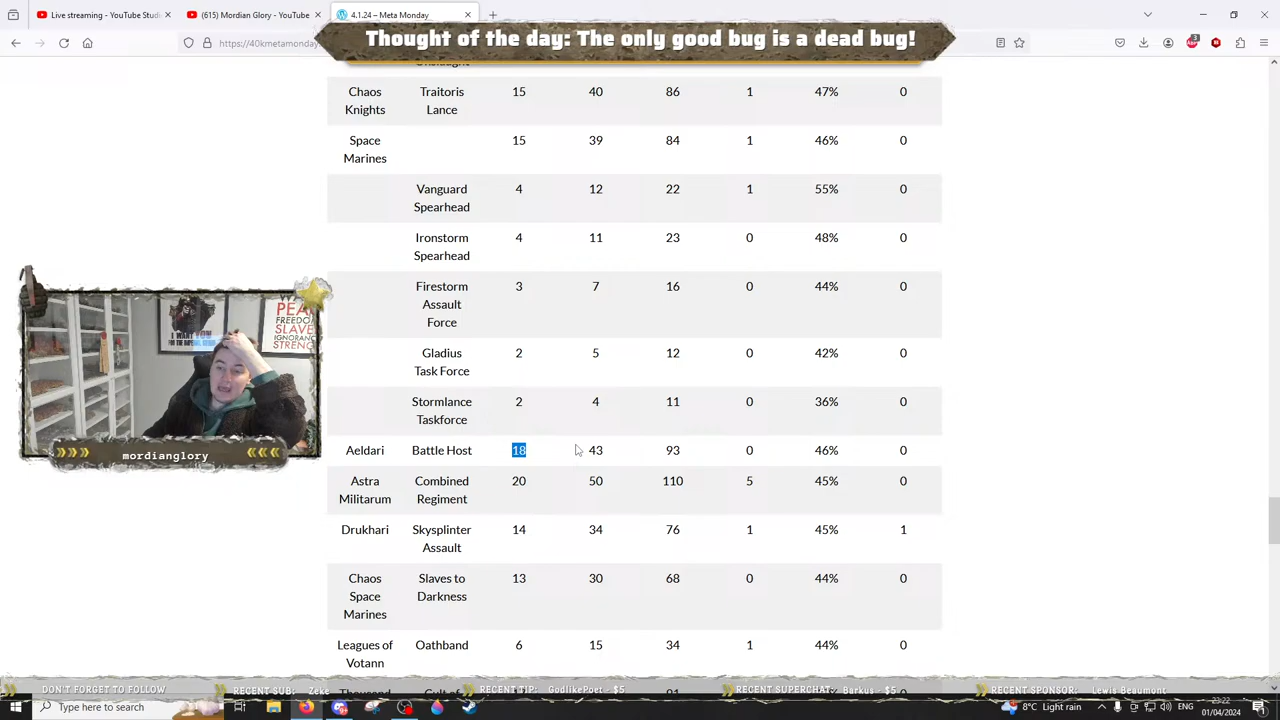 Live streaming - YouTube Stud
(615) Mordian Glory - YouTube
4.1.24 – Meta Monday
https://40kmetamonday
Thought of the day: The only good bug is a dead bug!
Chaos Knights Traitoris Lance 15 40 86 1 47% 0
Space Marines 15 39 84 1 46% 0
Vanguard Spearhead 4 12 22 1 55% 0
Ironstorm Spearhead 4 11 23 0 48% 0
Firestorm Assault Force 3 7 16 0 44% 0
Gladius Task Force 2 5 12 0 42% 0
Stormlance Taskforce 2 4 11 0 36% 0
Aeldari Battle Host 18 43 93 0 46% 0
Astra Militarum Combined Regiment 20 50 110 5 45% 0
Drukhari Skysplinter Assault 14 34 76 1 45% 1
Chaos Space Marines Slaves to Darkness 13 30 68 0 44% 0
Leagues of Votann Oathband 6 15 34 1 44% 0
FREEDOM
SLAVE
IGNORANC
STRENG
mordianglory
DON'T FORGET TO FOLLOW
RECENT SUB: Zeke
RECENT TIP: GodlikePoet - $5
RECENT SUPERCHAT: Barkus - $5
RECENT SPONSOR: Lewis Beaumont
Type here to search
8°C Light rain
ENG
01/04/2024